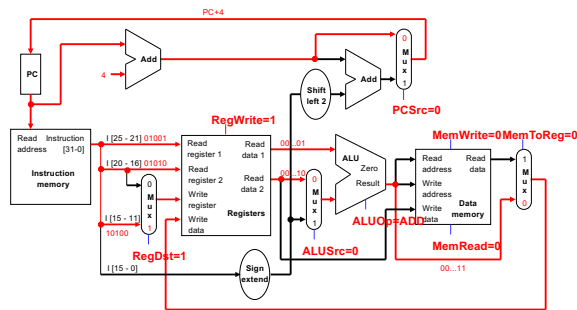 PC+4
0
M
u
x
1
Add
4
PC
Add
Shift
left 2
PCSrc=0
RegWrite=1
MemWrite=0
MemToReg=0
Read
address
Instruction
[31-0]
Instruction
memory
I [25 - 21] 01001
I [20 - 16] 01010
I [15 - 11]
10100
0
M
u
x
1
RegDst=1
Read
register 1
Read
register 2
Write
register
Write
data
Read
data 1
Read
data 2
Registers
00...01
00...10
0
M
u
x
1
ALUSrc=0
ALU
Zero
Result
ALUOp=ADD
Read
address
Write
address
Write
data
Read
data
Data
memory
MemRead=0
1
M
u
x
0
00...11
I [15 - 0]
Sign
extend